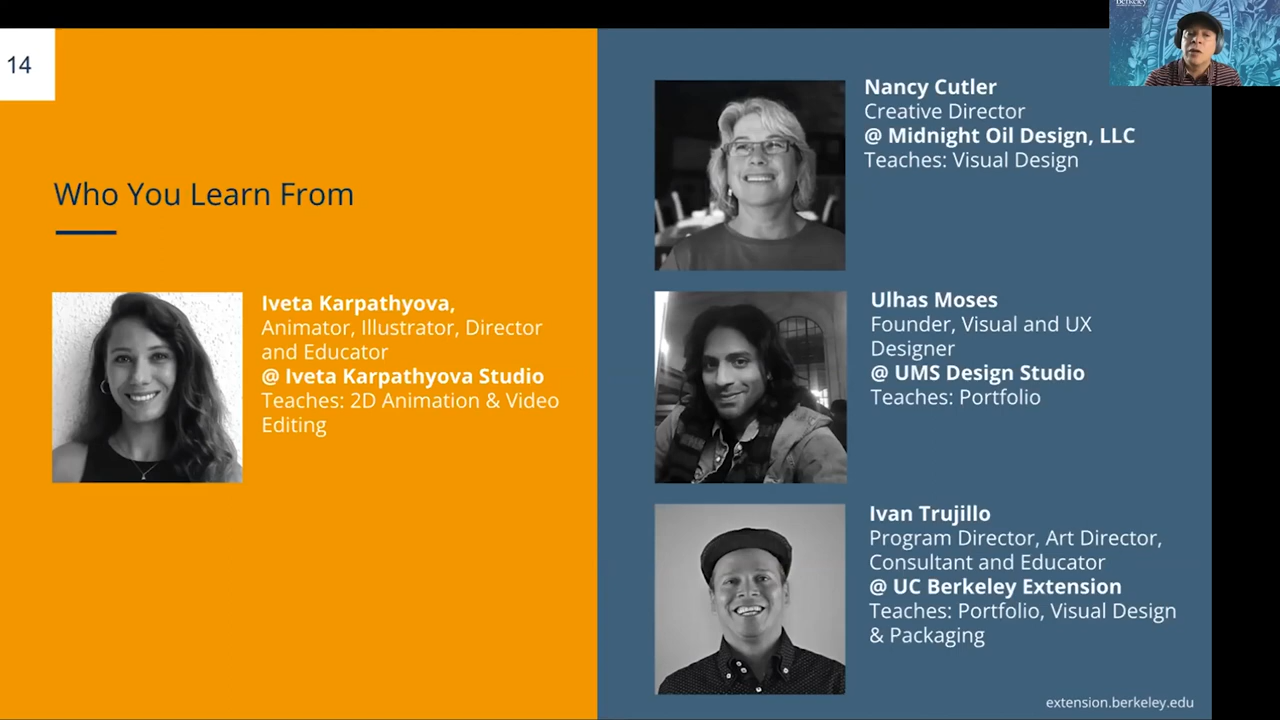 Berkeley
14
Who You Learn From
Iveta Karpathyova,
Animator, Illustrator, Director
and Educator
@ Iveta Karpathyova Studio
Teaches: 2D Animation & Video
Editing
Nancy Cutler
Creative Director
@ Midnight Oil Design, LLC
Teaches: Visual Design
Ulhas Moses
Founder, Visual and UX
Designer
@ UMS Design Studio
Teaches: Portfolio
Ivan Trujillo
Program Director, Art Director,
Consultant and Educator
@ UC Berkeley Extension
Teaches: Portfolio, Visual Design
& Packaging
extension.berkeley.edu